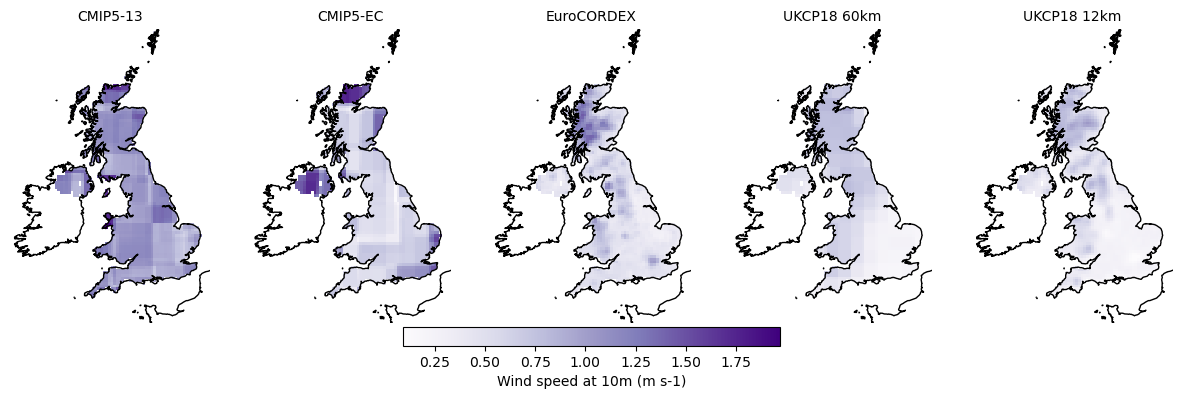 CMIP5-13
CMIP5-EC
EuroCORDEX
UKCP18 60km
UKCP18 12km
0.25 0.50 0.75 1.00 1.25 1.50 1.75
Wind speed at 10m (m s-1)